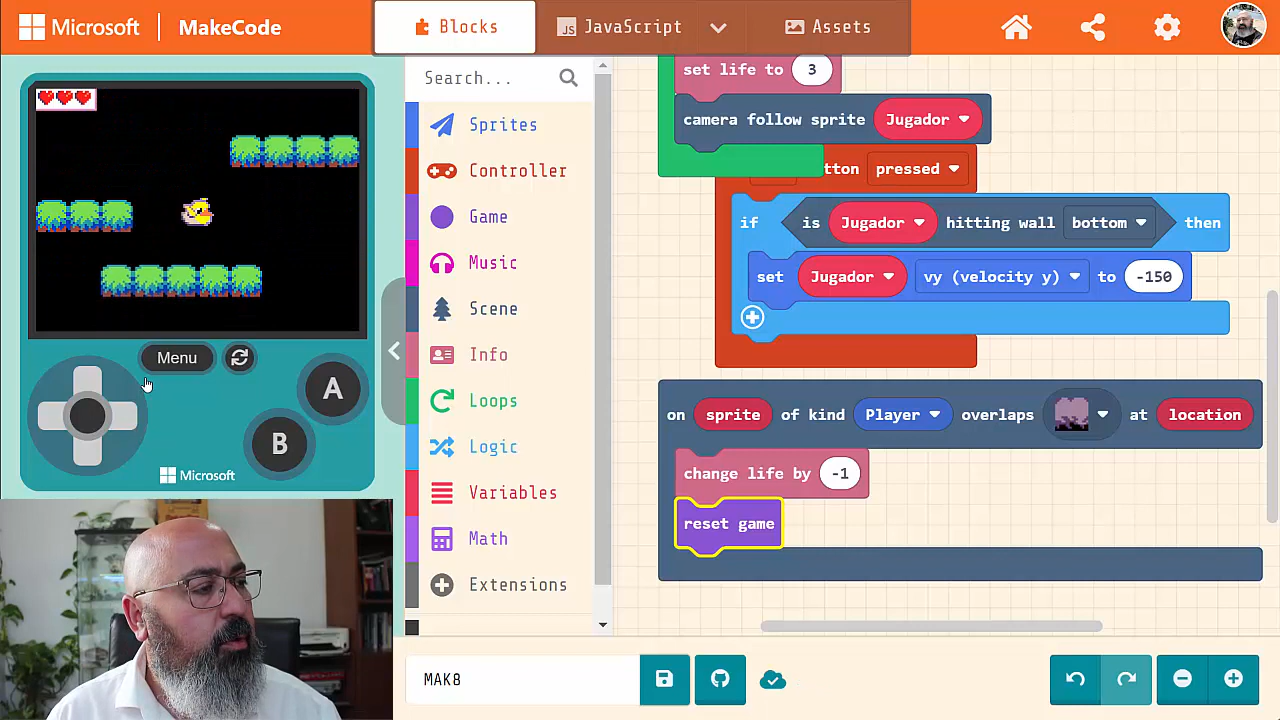 Microsoft | MakeCode
Blocks
JavaScript
Assets
Search...
Sprites
Controller
Game
Music
Scene
Info
Loops
Logic
Variables
Math
Extensions
set life to 3
camera follow sprite Jugador
tton pressed
if is Jugador hitting wall bottom then
set Jugador vy (velocity y) to -150
on sprite of kind Player overlaps at location
change life by -1
reset game
Menu
A
B
Microsoft
MAK8